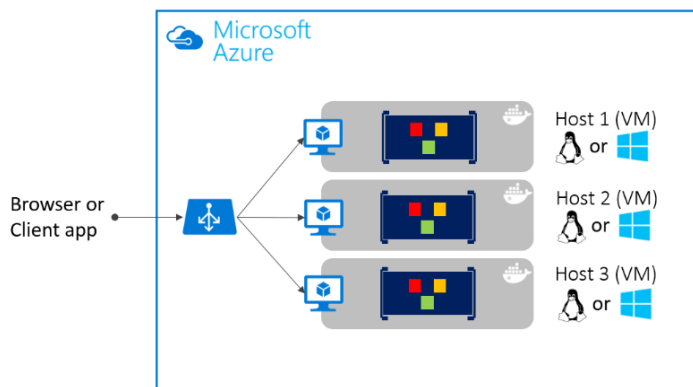 Microsoft
Azure
Host 1 (VM)
or
Host 2 (VM)
or
Browser or
Client app
Host 3 (VM)
or